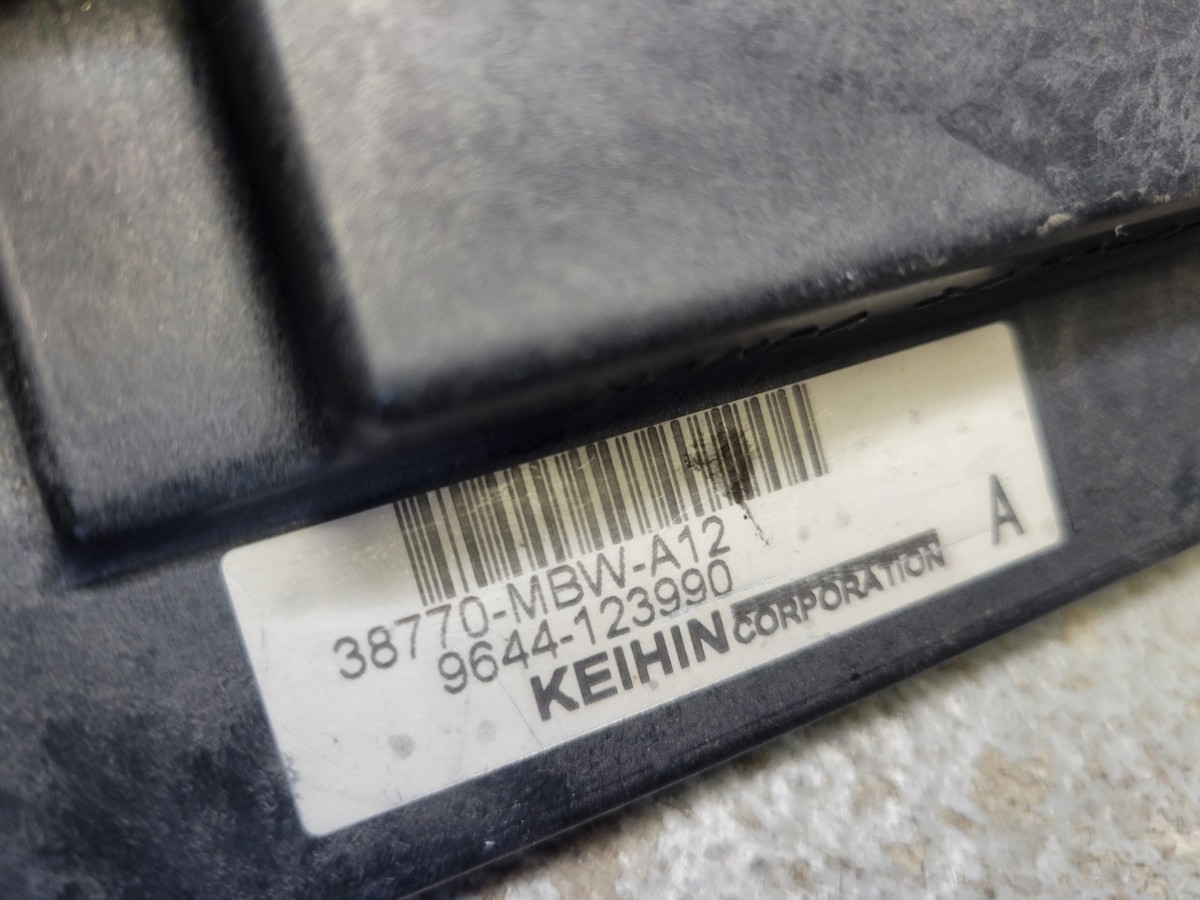 38770-MBW-A12
9644-123990
KEIHIN CORPORATION
A